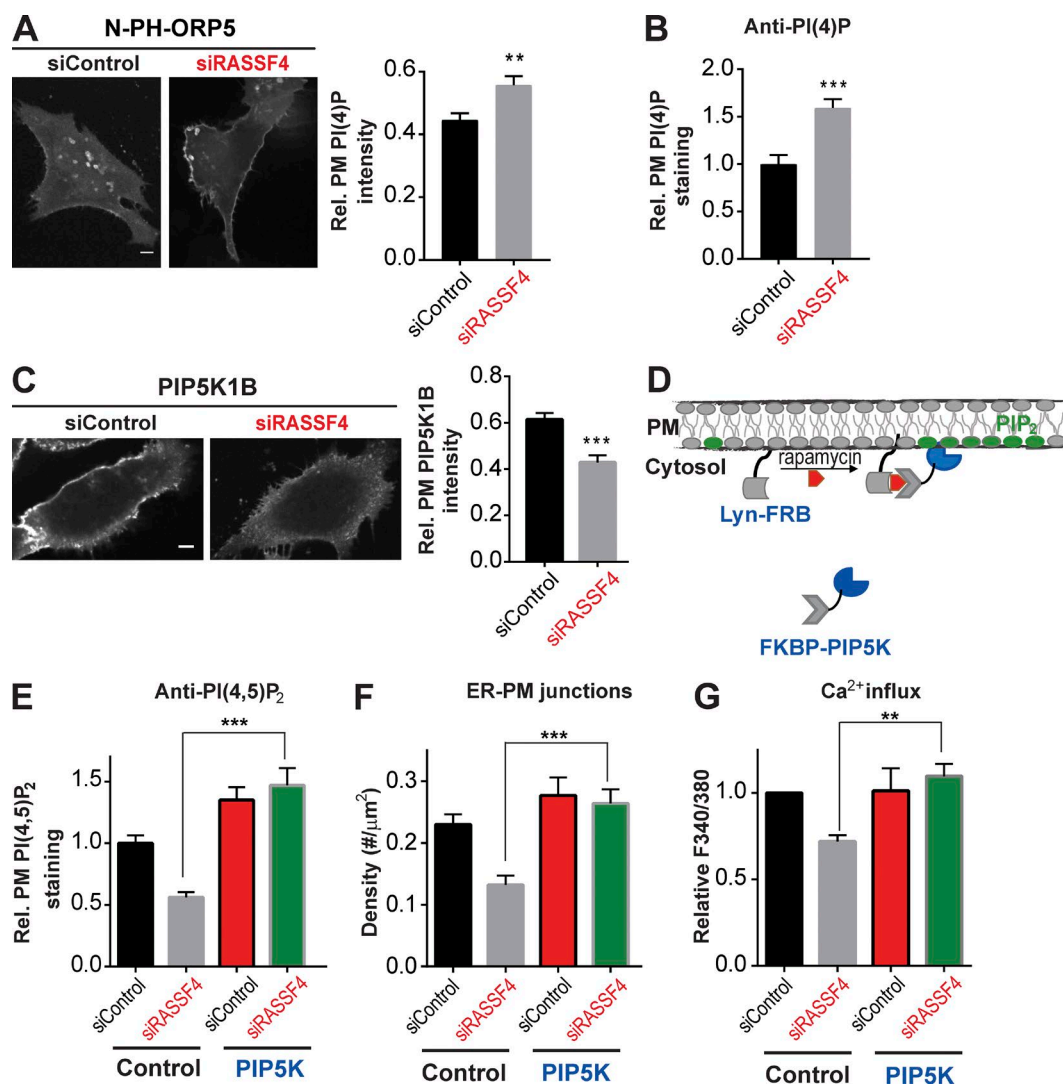 A
N-PH-ORP5
siControl
siRASSF4
Rel. PM PI(4)P
intensity
0.6
0.4
0.2
0.0
**
siControl
siRASSF4
B
Anti-PI(4)P
Rel. PM PI(4)P
staining
2.0
1.5
1.0
0.5
0.0
***
siControl
siRASSF4
C
PIP5K1B
siControl
siRASSF4
Rel. PM PIP5K1B
intensity
0.8
0.6
0.4
0.2
0.0
***
siControl
siRASSF4
D
PM
PIP₂
Cytosol
rapamycin
Lyn-FRB
FKBP-PIP5K
E
Anti-PI(4,5)P₂
Rel. PM PI(4,5)P₂
staining
1.5
1.0
0.5
0.0
***
siControl
siRASSF4
siControl
siRASSF4
Control
PIP5K
F
ER-PM junctions
Density (#/μm²)
0.3
0.2
0.1
0.0
***
siControl
siRASSF4
siControl
siRASSF4
Control
PIP5K
G
Ca²⁺influx
Relative F340/380
1.0
0.5
0.0
**
siControl
siRASSF4
siControl
siRASSF4
Control
PIP5K